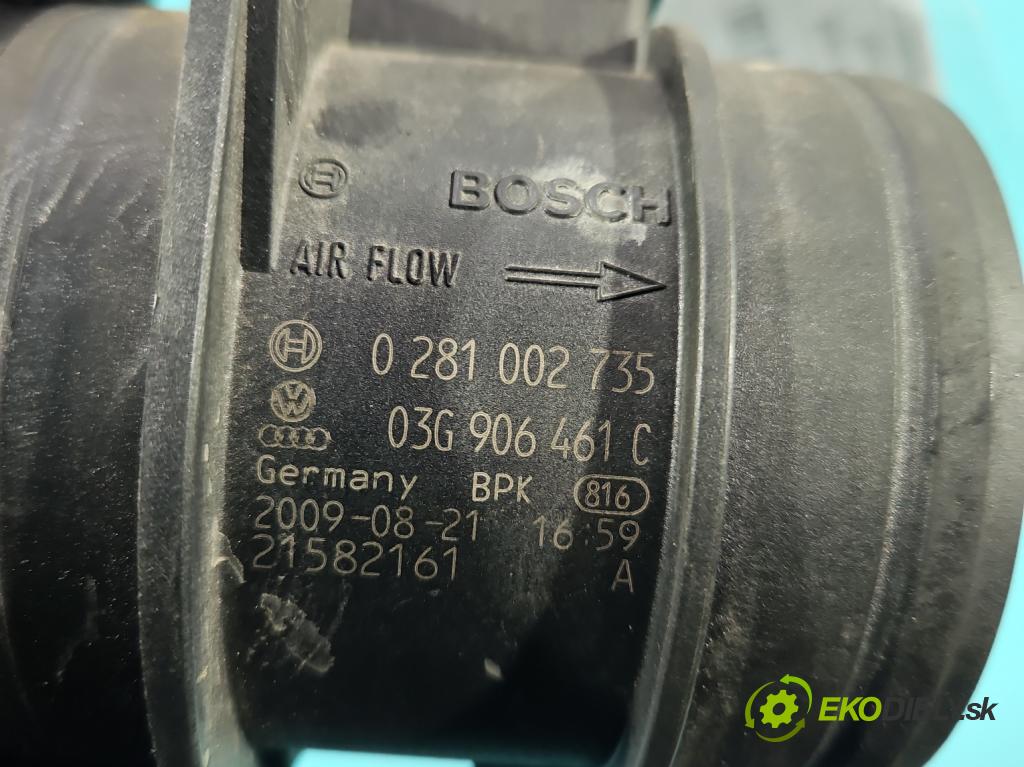 BOSCH
AIR FLOW
0 281 002 735
03G 906 461 C
Germany BPK 816
2009-08-21 16:59
21582161 A
EKODIELY.sk